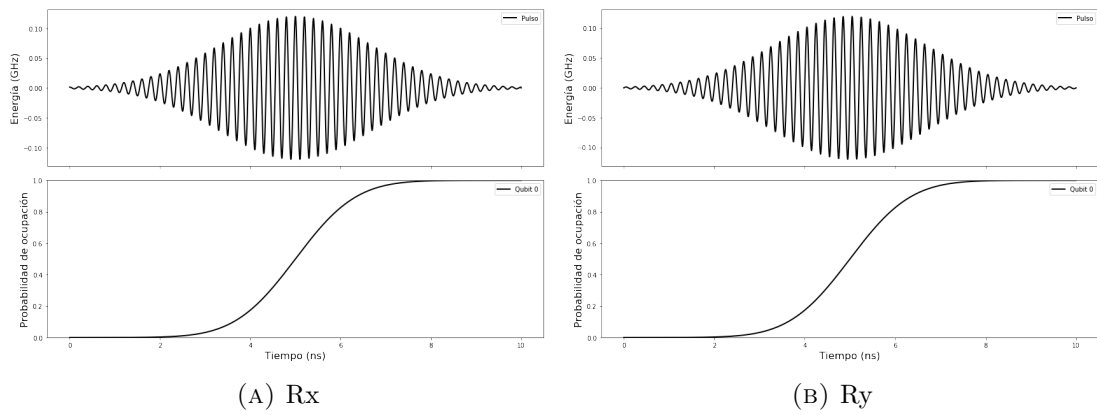 Pulso
Energía (GHz)
0.10
0.05
0.00
−0.05
−0.10
Qubit 0
Probabilidad de ocupación
1.0
0.8
0.6
0.4
0.2
0.0
0 2 4 6 8 10
Tiempo (ns)
(A) Rx
Pulso
Energía (GHz)
0.10
0.05
0.00
−0.05
−0.10
Qubit 0
Probabilidad de ocupación
1.0
0.8
0.6
0.4
0.2
0.0
0 2 4 6 8 10
Tiempo (ns)
(B) Ry